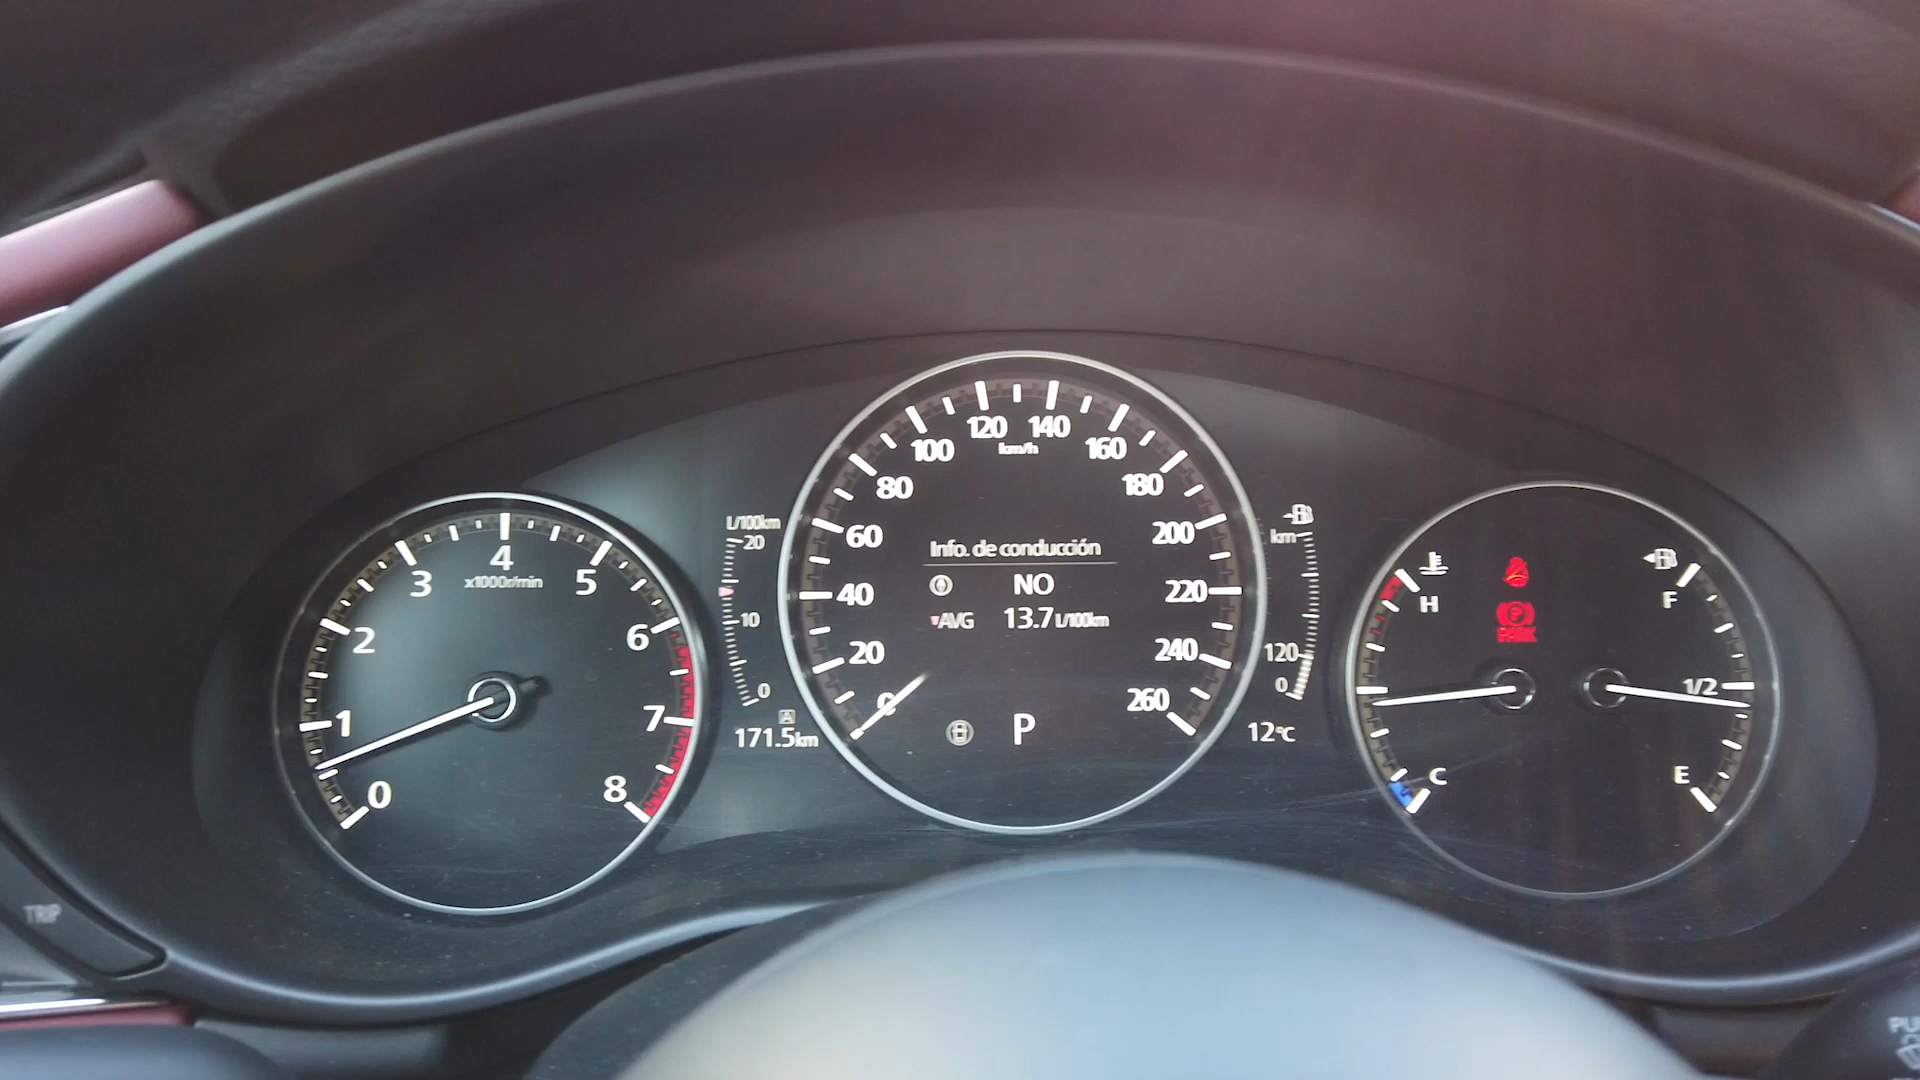 0
1
2
3
4
x1000r/min
5
6
7
8
L/100km
20
10
0
A
171.5km
0
20
40
60
80
100
120
km/h
140
160
180
200
220
240
260
Info. de conducción
NO
AVG 13.7 L/100km
P
km
120
0
12°C
H
C
P
PARK
F
1/2
E
TRIP